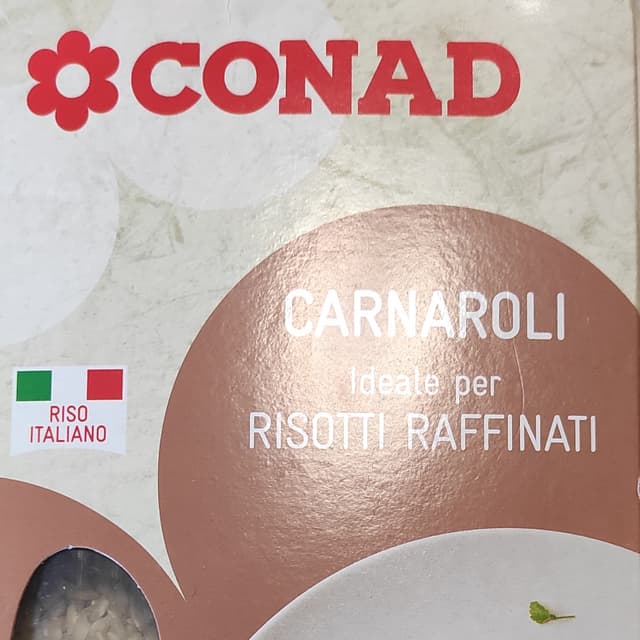 CONAD
CARNAROLI
Ideale per
RISOTTI RAFFINATI
RISO
ITALIANO